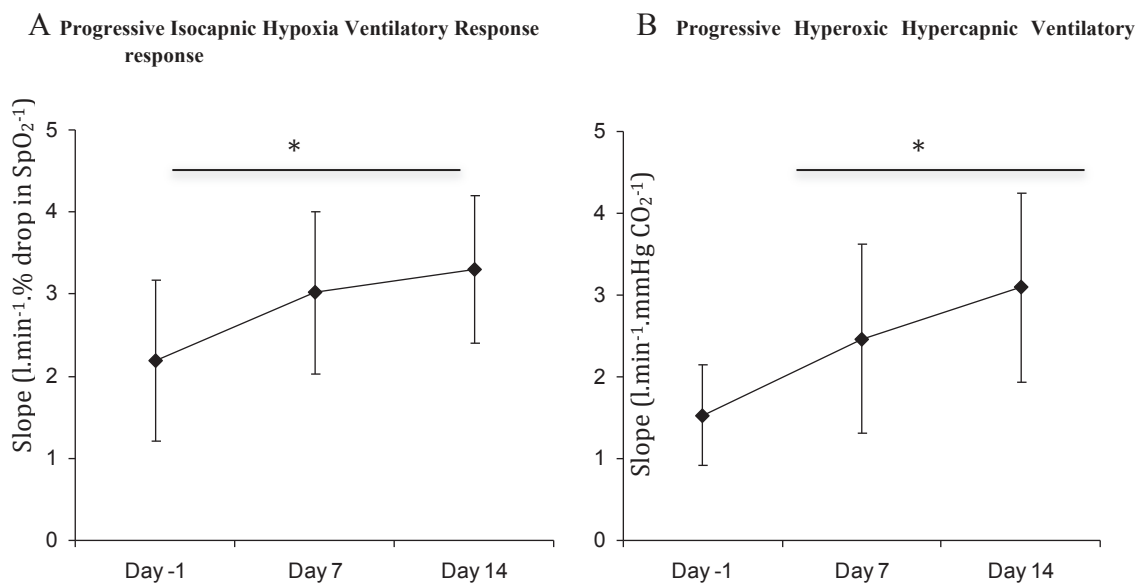 A Progressive Isocapnic Hypoxia Ventilatory Response
response
B Progressive Hyperoxic Hypercapnic Ventilatory
Slope (l.min⁻¹.% drop in SpO₂⁻¹)
5
4
3
2
1
0
*
Day -1 Day 7 Day 14
Slope (l.min⁻¹.mmHg CO₂⁻¹)
5
4
3
2
1
0
*
Day -1 Day 7 Day 14